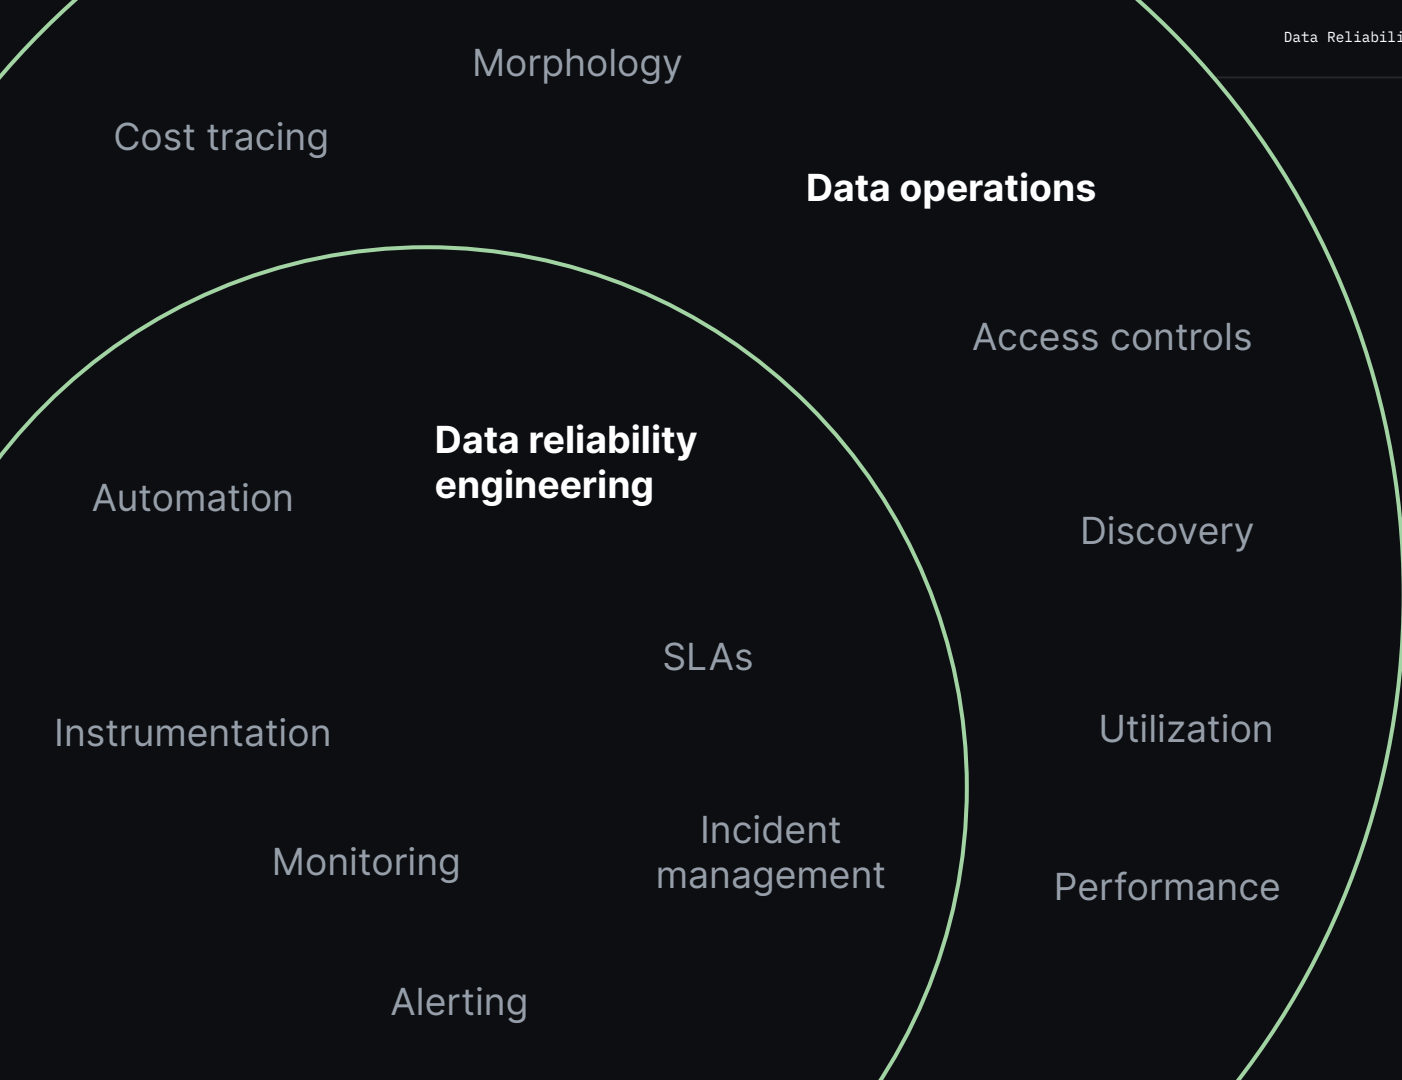 Data Reliabili
Morphology
Cost tracing
Data operations
Access controls
Data reliability
engineering
Automation
Discovery
SLAs
Instrumentation
Utilization
Incident
management
Monitoring
Performance
Alerting